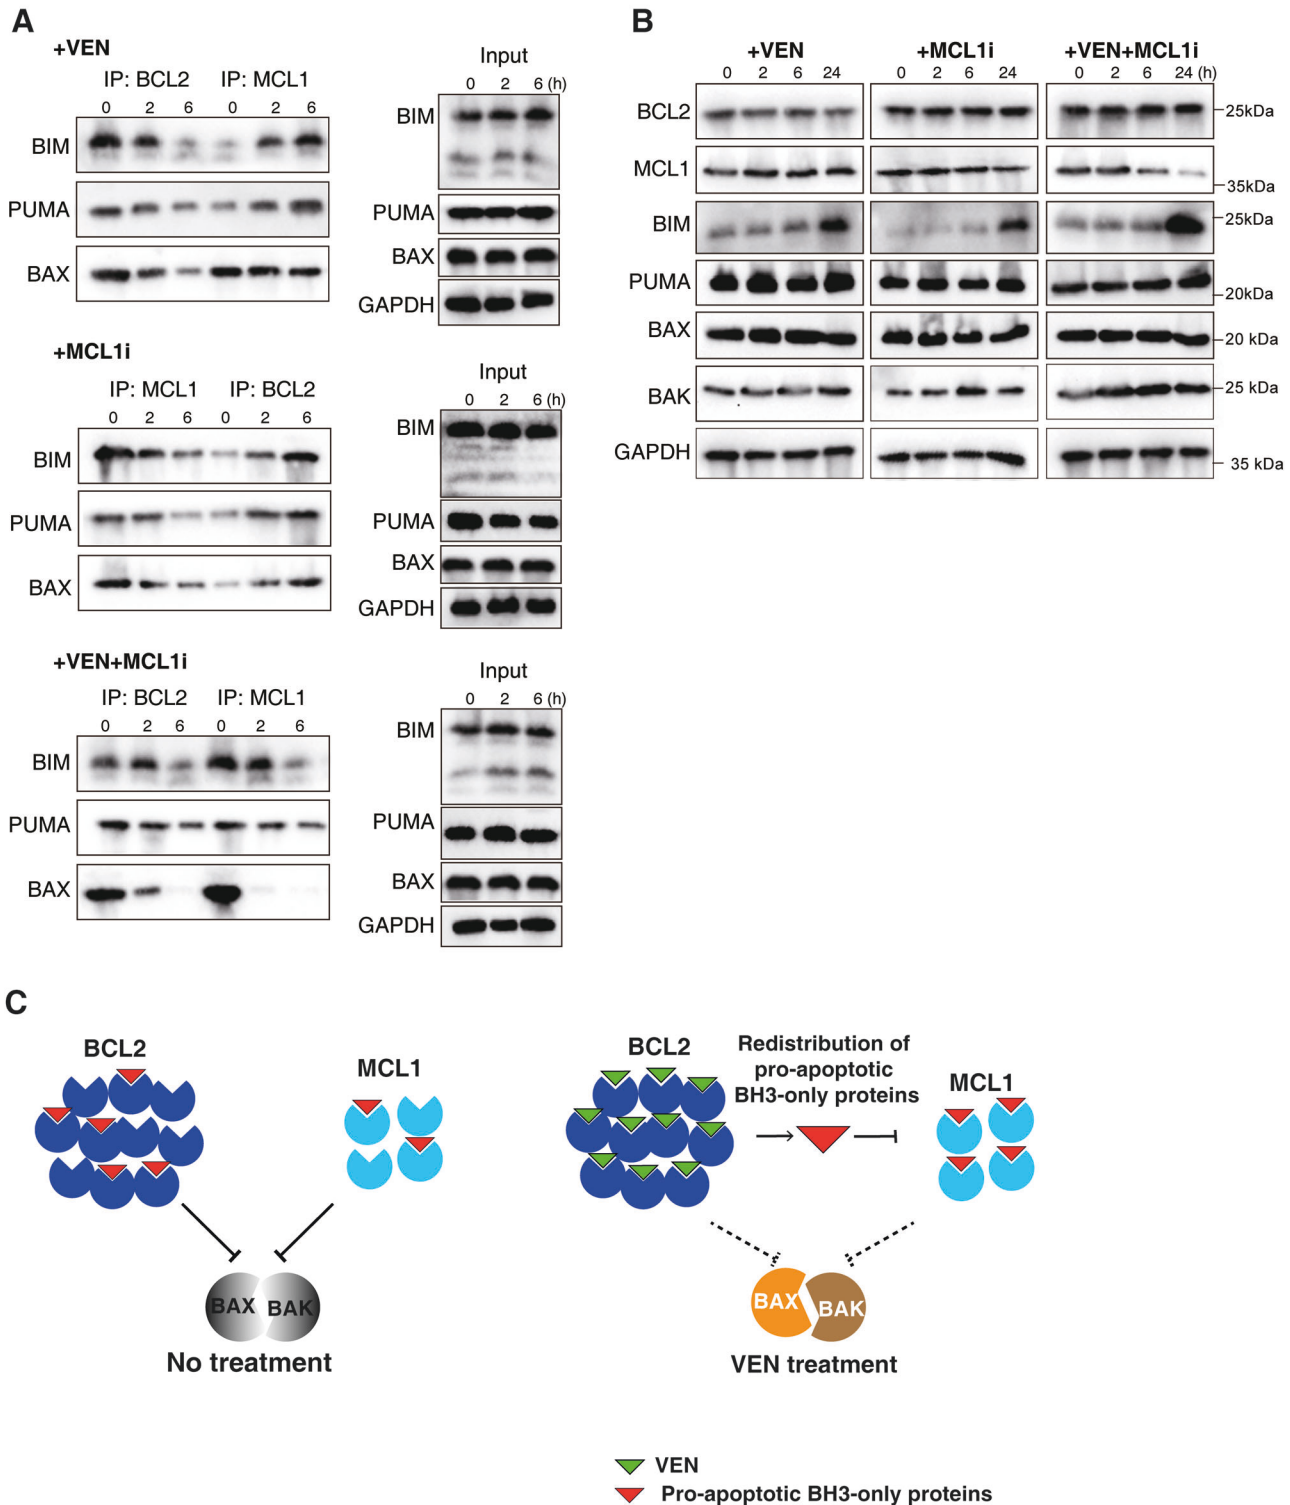 A
+VEN
IP: BCL2 IP: MCL1
0 2 6 0 2 6
BIM
PUMA
BAX
Input
0 2 6 (h)
BIM
PUMA
BAX
GAPDH
+MCL1i
IP: MCL1 IP: BCL2
0 2 6 0 2 6
BIM
PUMA
BAX
Input
0 2 6 (h)
BIM
PUMA
BAX
GAPDH
+VEN+MCL1i
IP: BCL2 IP: MCL1
0 2 6 0 2 6
BIM
PUMA
BAX
Input
0 2 6 (h)
BIM
PUMA
BAX
GAPDH
B
+VEN +MCL1i +VEN+MCL1i
0 2 6 24 0 2 6 24 0 2 6 24 (h)
BCL2 25kDa
MCL1 35kDa
BIM 25kDa
PUMA 20kDa
BAX 20 kDa
BAK 25 kDa
GAPDH 35 kDa
C
BCL2
MCL1
BAX BAK
No treatment
BCL2
Redistribution of
pro-apoptotic
BH3-only proteins
MCL1
BAX BAK
VEN treatment
VEN
Pro-apoptotic BH3-only proteins